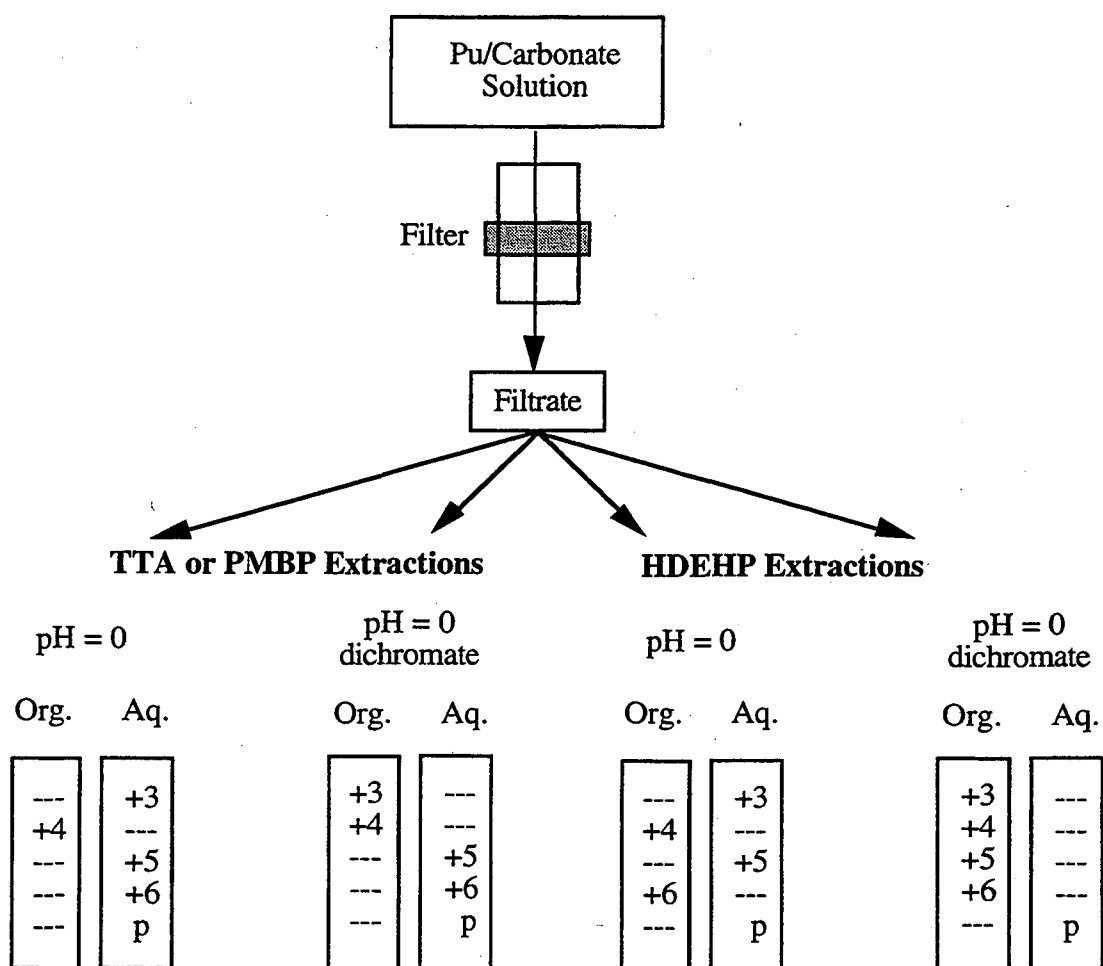 Pu/Carbonate
Solution
Filter
Filtrate
TTA or PMBP Extractions
HDEHP Extractions
pH = 0
pH = 0
dichromate
pH = 0
pH = 0
dichromate
Org. Aq.
Org. Aq.
Org. Aq.
Org. Aq.
--- +3
+4 ---
--- +5
--- +6
--- p
+3 ---
+4 ---
--- +5
--- +6
--- p
--- +3
+4 ---
--- +5
+6 ---
--- p
+3 ---
+4 ---
+5 ---
+6 ---
--- p